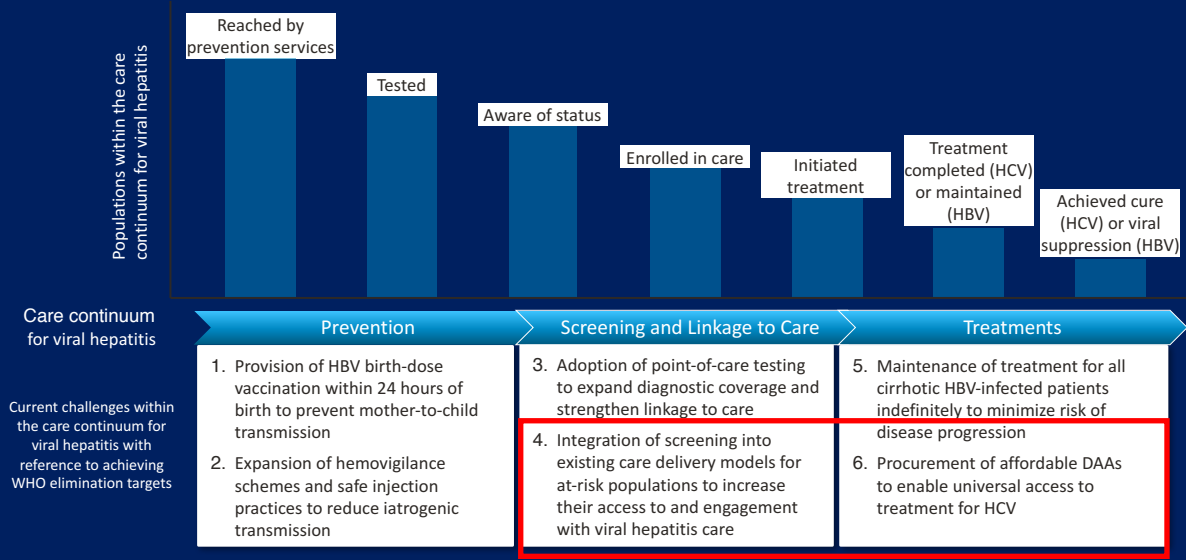 Populations within the care
continuum for viral hepatitis
Reached by
prevention services
Tested
Aware of status
Enrolled in care
Initiated
treatment
Treatment
completed (HCV)
or maintained
(HBV)
Achieved cure
(HCV) or viral
suppression (HBV)
Care continuum
for viral hepatitis
Prevention
Screening and Linkage to Care
Treatments
Current challenges within
the care continuum for
viral hepatitis with
reference to achieving
WHO elimination targets
1. Provision of HBV birth-dose
vaccination within 24 hours of
birth to prevent mother-to-child
transmission
2. Expansion of hemovigilance
schemes and safe injection
practices to reduce iatrogenic
transmission
3. Adoption of point-of-care testing
to expand diagnostic coverage and
strengthen linkage to care
4. Integration of screening into
existing care delivery models for
at-risk populations to increase
their access to and engagement
with viral hepatitis care
5. Maintenance of treatment for all
cirrhotic HBV-infected patients
indefinitely to minimize risk of
disease progression
6. Procurement of affordable DAAs
to enable universal access to
treatment for HCV